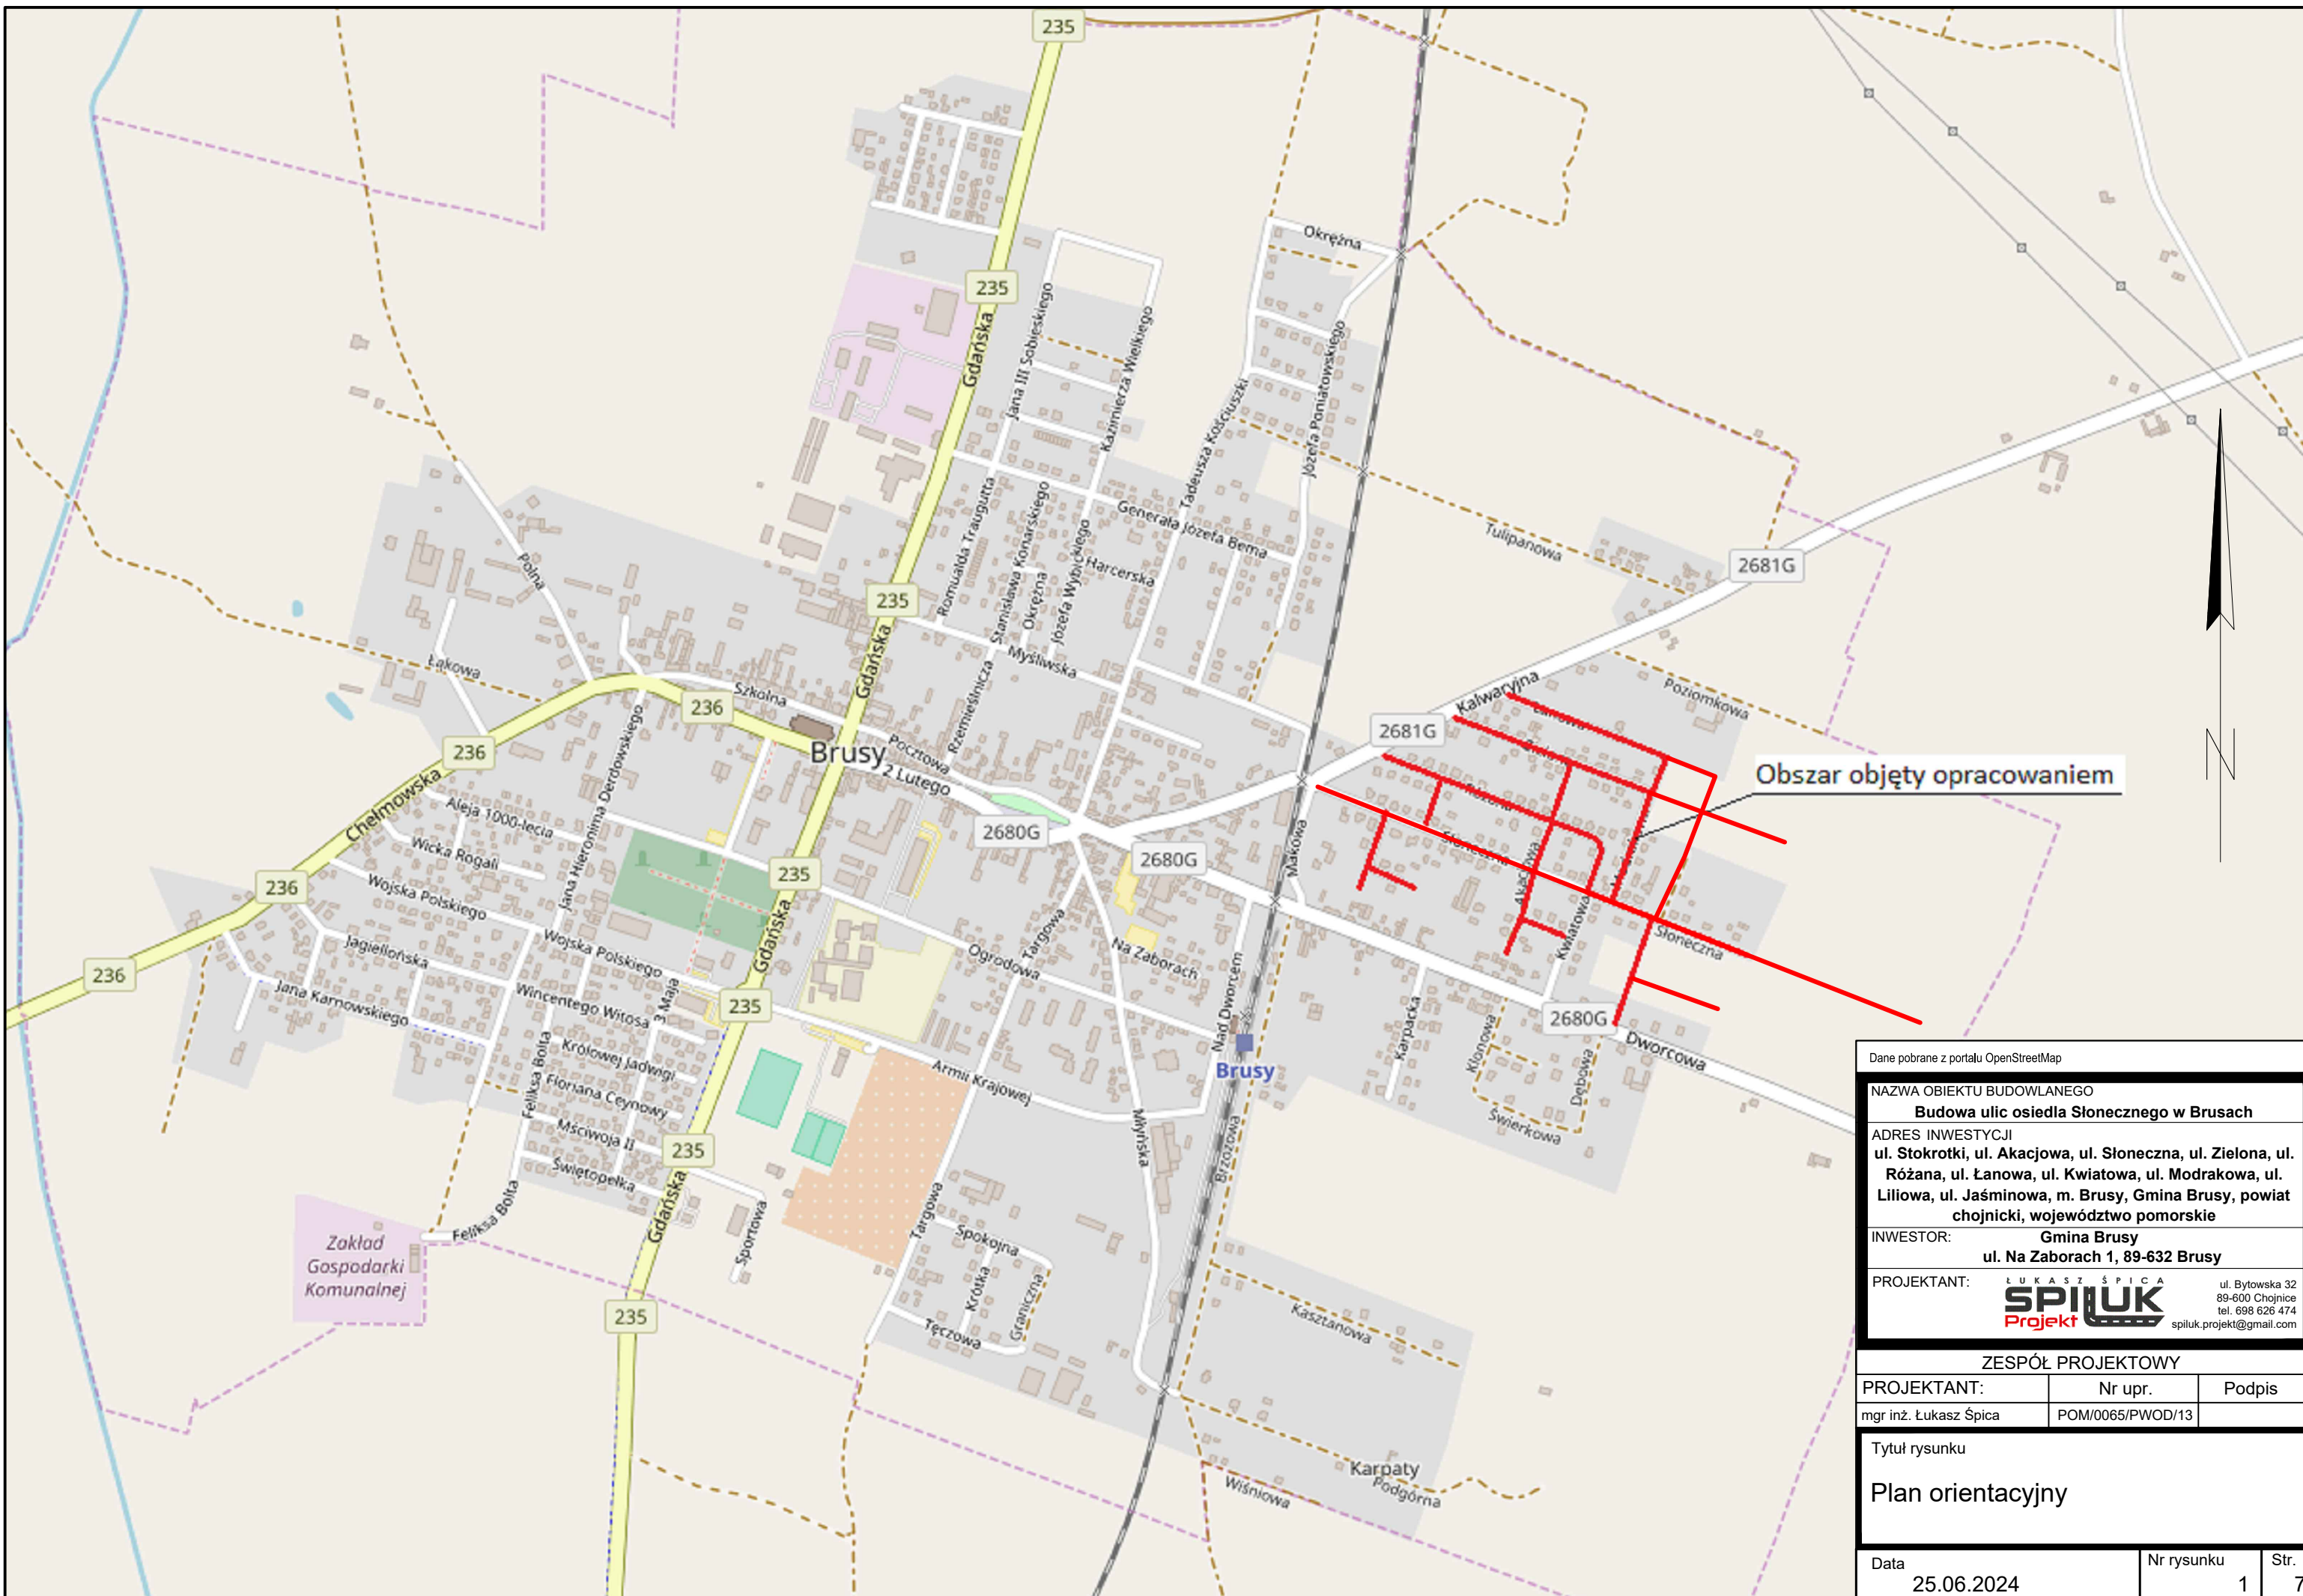 235
Okrężna
235
Gdańska
Jana III Sobieskiego
Kazimierza Wielkiego
Tadeusza Kościuszki
Józefa Poniatowskiego
Romualda Traugutta
Stanisława Konarskiego
Okrężna
Józefa Wybickiego
Generała Józefa Bema
Harcerska
Tulipanowa
2681G
Polna
235
Gdańska
Rzemieślnicza
Myśliwska
Łąkowa
Szkolna
236
Brusy
Pocztowa
2 Lutego
Kalwaryjna
2681G
Łanowa
Poziomkowa
236
Chełmowska
Jana Hieronima Derdowskiego
Aleja 1000-lecia
Wicka Rogali
2680G
2680G
Makowa
Różana
Słoneczna
Akacjowa
Kwiatowa
Obszar objęty opracowaniem
Słoneczna
236
Wojska Polskiego
235
Gdańska
Jagiellońska
Wojska Polskiego
Ogrodowa
Targowa
Na Zaborach
Nad Dworcem
236
Jana Karnowskiego
Wincentego Witosa
3 Maja
235
Karpacka
Klonowa
2680G
Dworcowa
Dębowa
Świerkowa
Feliksa Bolta
Królowej Jadwigi
Floriana Ceynowy
Mściwoja II
Świętopełka
Armii Krajowej
Brusy
Młyńska
Brzozowa
235
Gdańska
Sportowa
Targowa
Spokojna
Krótka
Graniczna
Tęczowa
Feliksa Bolta
Zakład
Gospodarki
Komunalnej
235
Kasztanowa
Karpaty
Podgórna
Wiśniowa
N
Dane pobrane z portalu OpenStreetMap
NAZWA OBIEKTU BUDOWLANEGO
Budowa ulic osiedla Słonecznego w Brusach
ADRES INWESTYCJI
ul. Stokrotki, ul. Akacjowa, ul. Słoneczna, ul. Zielona, ul.
Różana, ul. Łanowa, ul. Kwiatowa, ul. Modrakowa, ul.
Liliowa, ul. Jaśminowa, m. Brusy, Gmina Brusy, powiat
chojnicki, województwo pomorskie
INWESTOR: Gmina Brusy
ul. Na Zaborach 1, 89-632 Brusy
PROJEKTANT:
ŁUKASZ ŚPICA
SPILUK
Projekt
ul. Bytowska 32
89-600 Chojnice
tel. 698 626 474
spiluk.projekt@gmail.com
ZESPÓŁ PROJEKTOWY
PROJEKTANT: Nr upr. Podpis
mgr inż. Łukasz Śpica POM/0065/PWOD/13
Tytuł rysunku
Plan orientacyjny
Data Nr rysunku Str.
25.06.2024 1 7